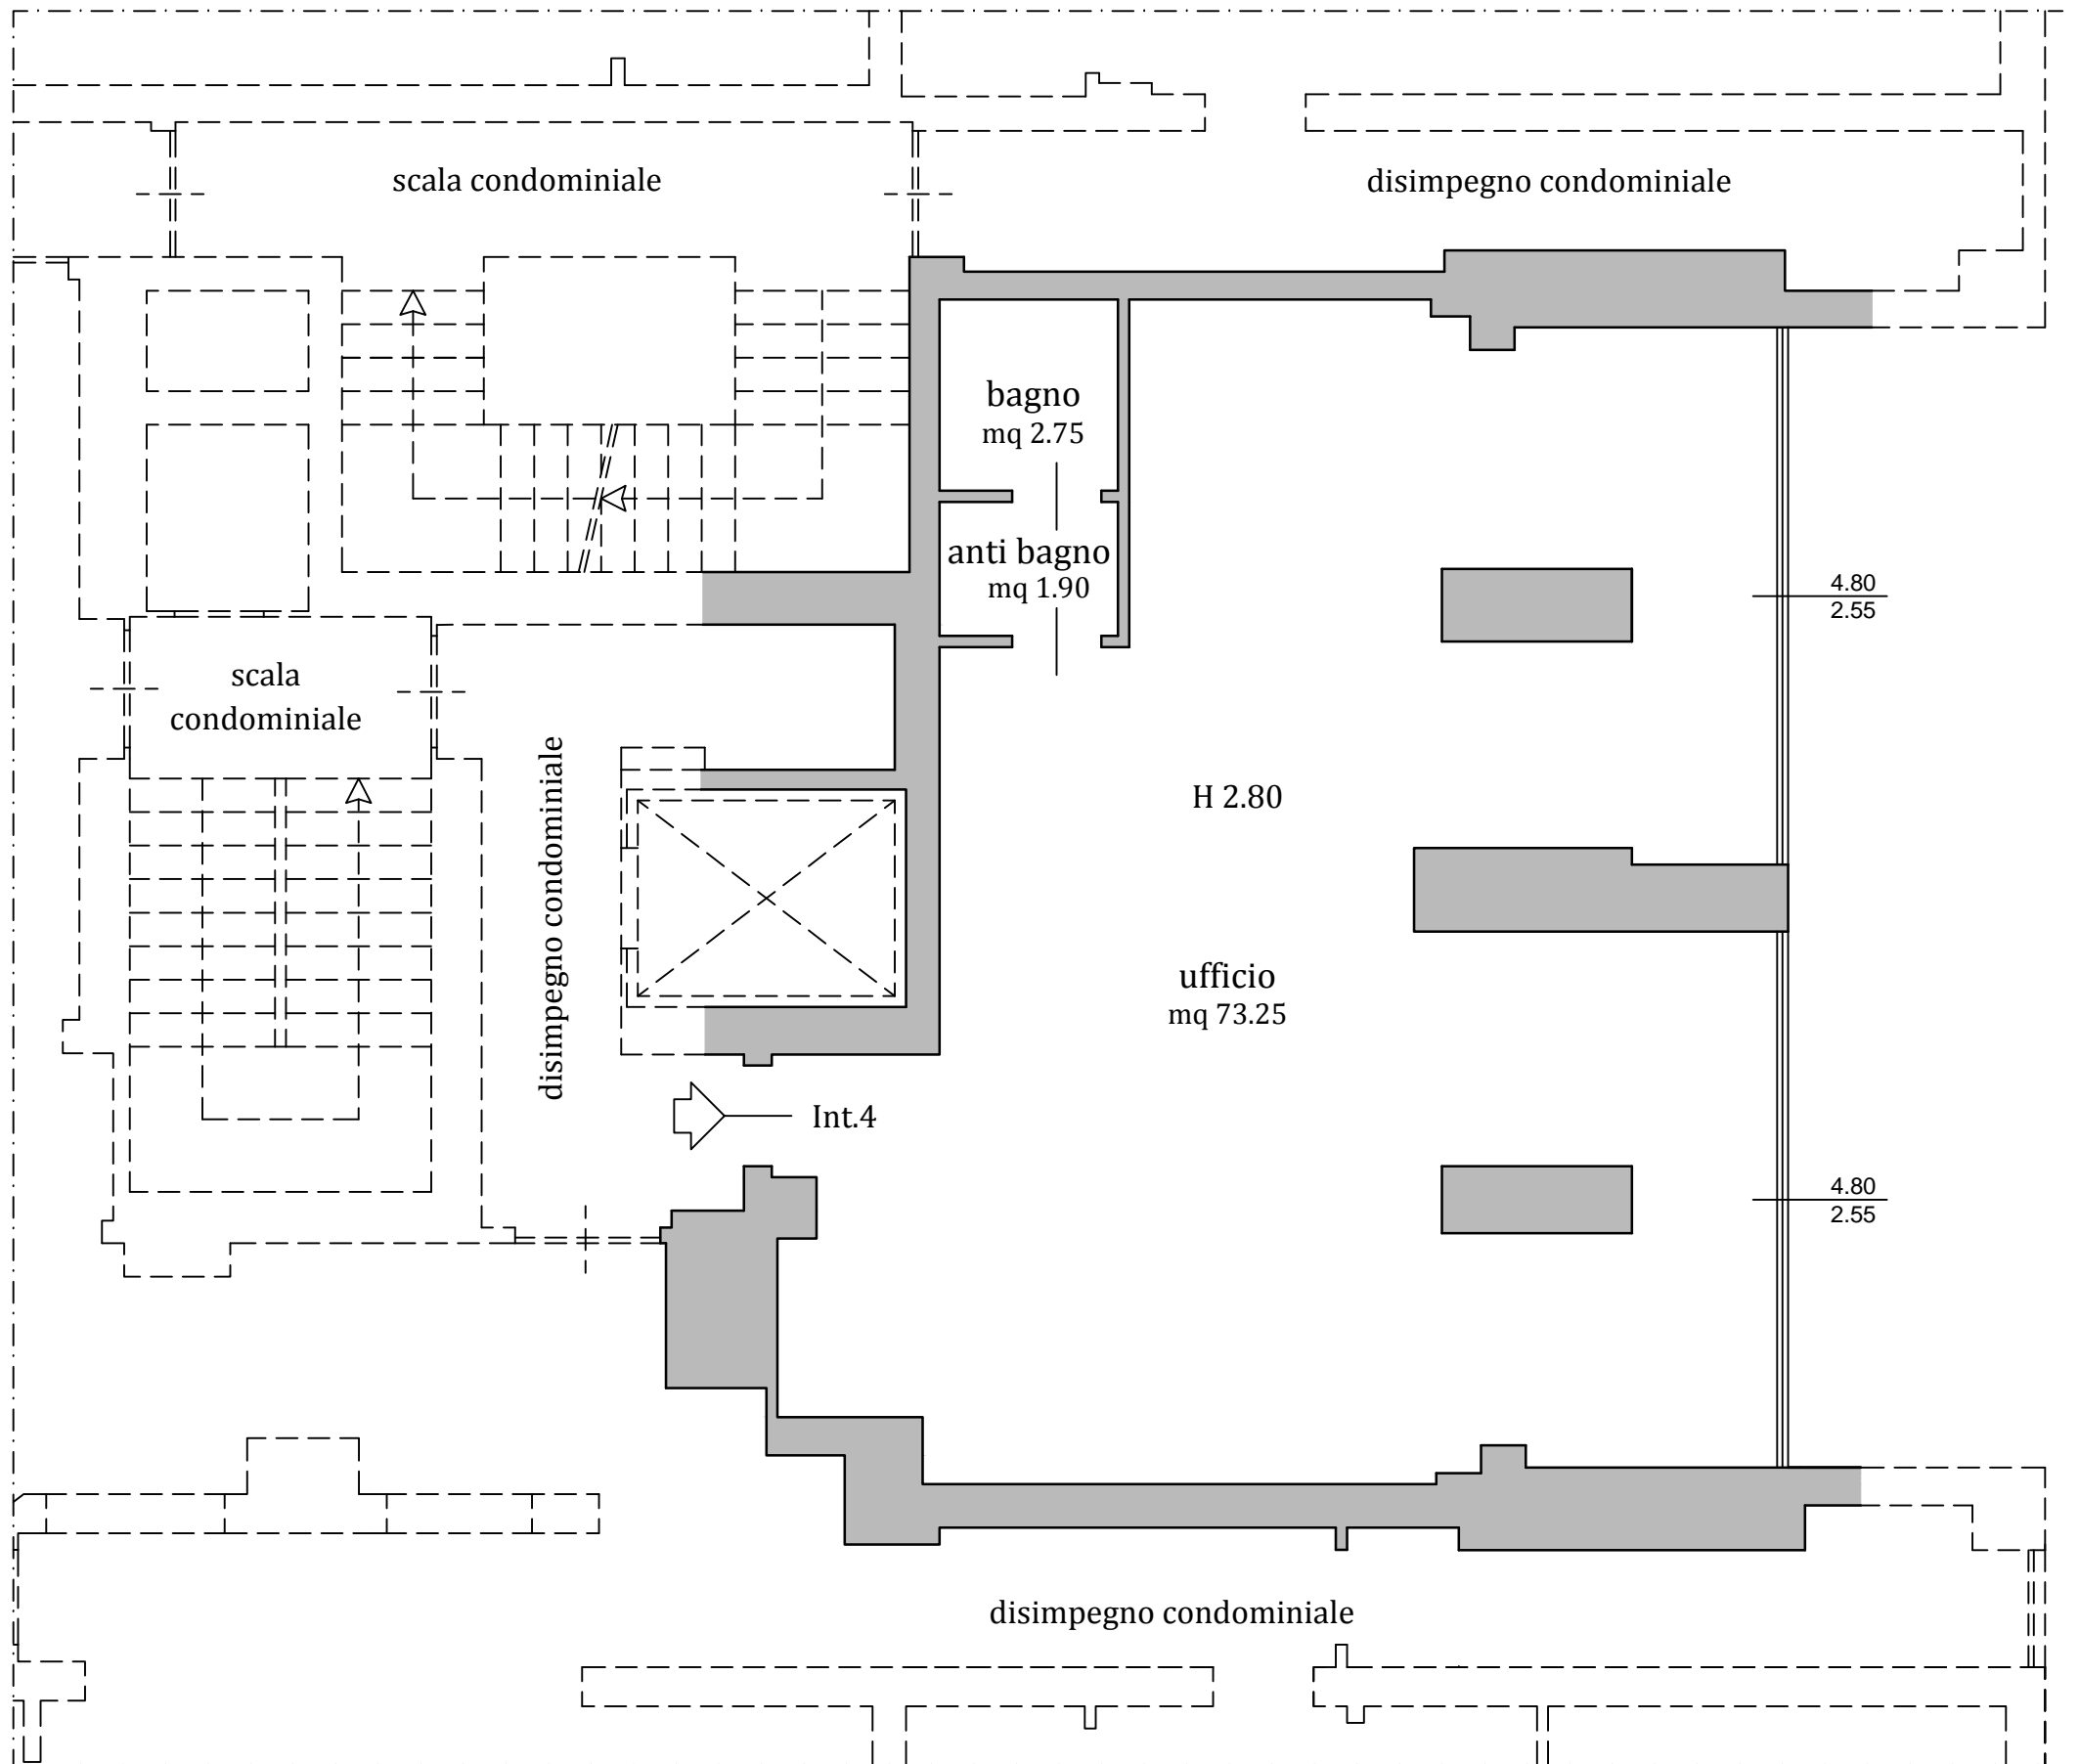 scala condominiale
disimpegno condominiale
bagno
mq 2.75
anti bagno
mq 1.90
4.80
2.55
scala
condominiale
disimpegno condominiale
H 2.80
ufficio
mq 73.25
Int.4
4.80
2.55
disimpegno condominiale